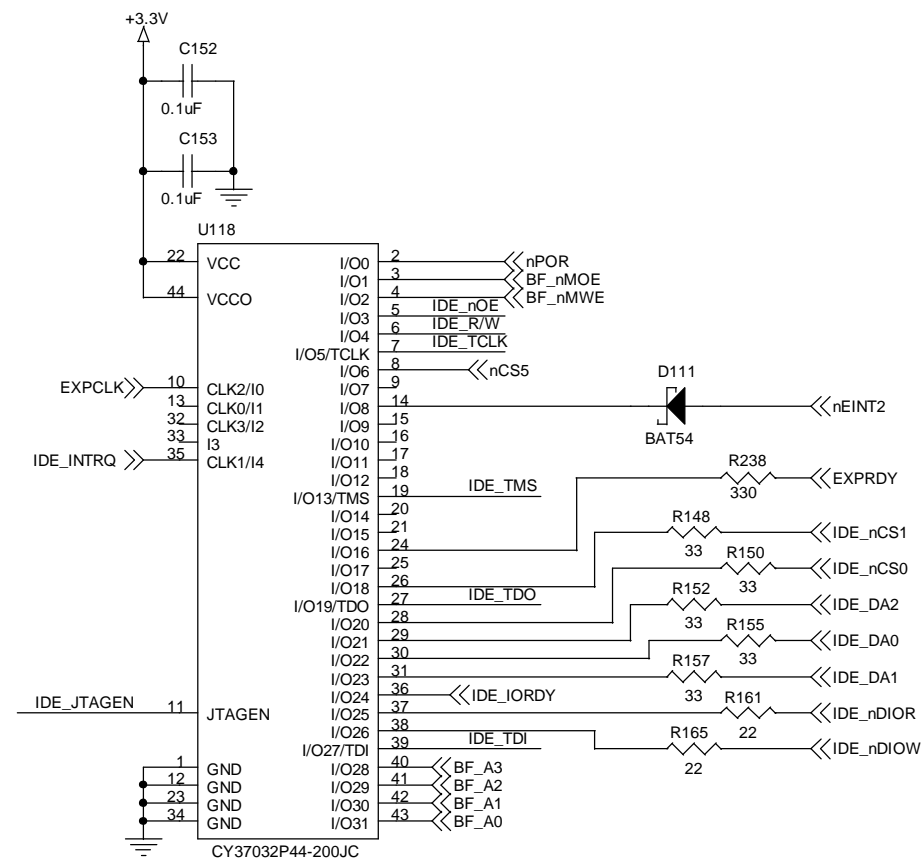 +3.3V
C152
0.1uF
C153
0.1uF
U118
22 VCC
44 VCCO
EXPCLK 10 CLK2/I0
13 CLK0/I1
32 CLK3/I2
33 I3
IDE_INTRQ 35 CLK1/I4
IDE_JTAGEN 11 JTAGEN
1 GND
12 GND
23 GND
34 GND
I/O0 2 nPOR
I/O1 3 BF_nMOE
I/O2 4 BF_nMWE
I/O3 5 IDE_nOE
I/O4 6 IDE_R/W
I/O5/TCLK 7 IDE_TCLK
I/O6 8 nCS5
I/O7 9
I/O8 14 D111 BAT54 nEINT2
I/O9 15
I/O10 16
I/O11 17
I/O12 18
I/O13/TMS 19 IDE_TMS
I/O14 20
I/O15 21
I/O16 24 R238 330 EXPRDY
I/O17 25
I/O18 26 R148 33 IDE_nCS1
I/O19/TDO 27 IDE_TDO
I/O20 28 R150 33 IDE_nCS0
I/O21 29 R152 33 IDE_DA2
I/O22 30 R155 33 IDE_DA0
I/O23 31 R157 33 IDE_DA1
I/O24 36 IDE_IORDY
I/O25 37 R161 22 IDE_nDIOR
I/O26 38 R165 22 IDE_nDIOW
I/O27/TDI 39 IDE_TDI
I/O28 40 BF_A3
I/O29 41 BF_A2
I/O30 42 BF_A1
I/O31 43 BF_A0
CY37032P44-200JC